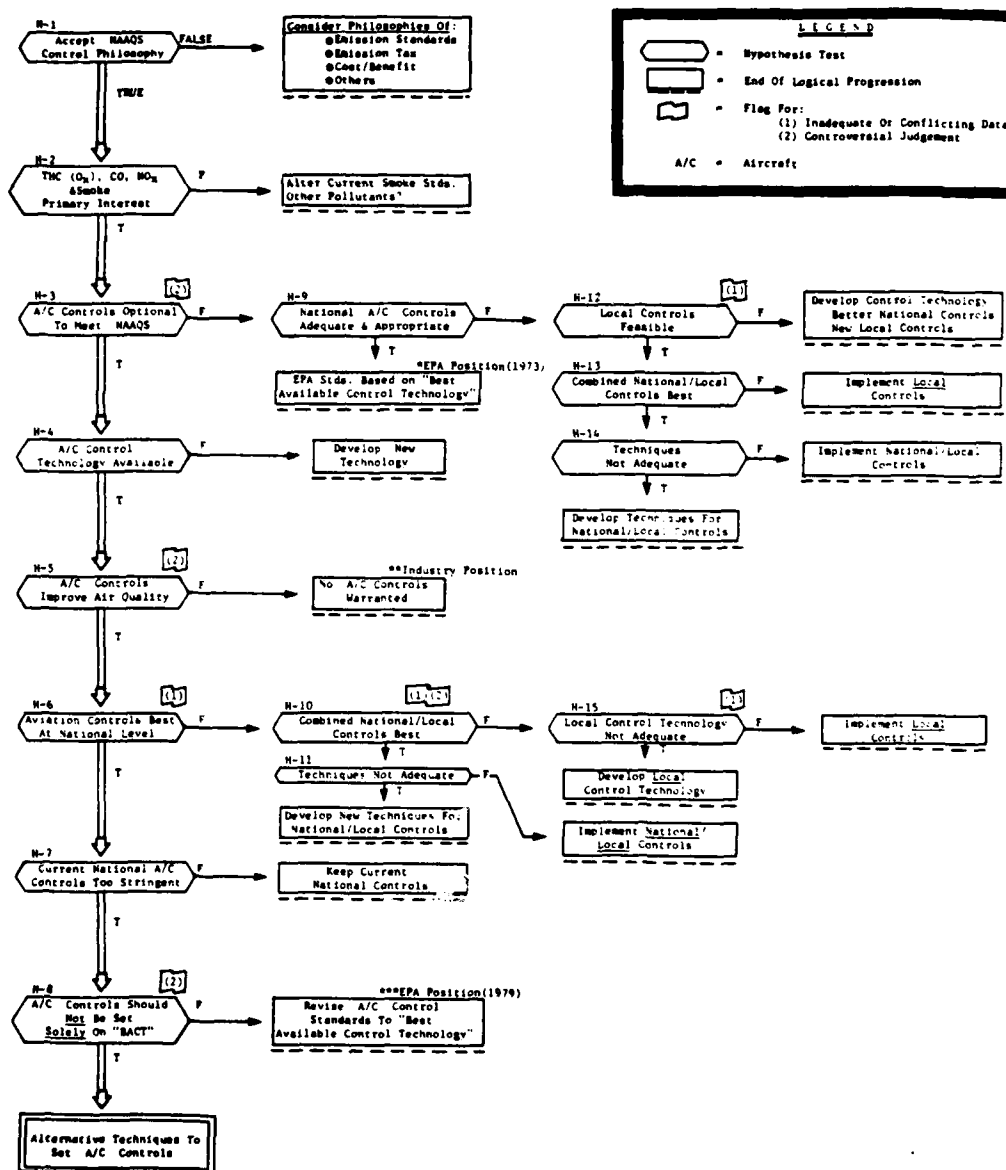 H-1
Accept NAAQS
Control Philosophy
FALSE
TRUE
Consider Philosophies Of:
●Emission Standards
●Emission Tax
●Cost/Benefit
●Others
L E G E N D
= Hypothesis Test
= End Of Logical Progression
= Flag For:
(1) Inadequate Or Conflicting Data
(2) Controversial Judgement
A/C = Aircraft
H-2
THC (Ox), CO, NOx
&Smoke
Primary Interest
F
T
Alter Current Smoke Stds.
Other Pollutants
H-3
(2)
A/C Controls Optional
To Meet NAAQS
F
T
H-9
National A/C Controls
Adequate & Appropriate
F
T
*EPA Position(1973)
EPA Stds. Based on "Best
Available Control Technology"
H-12
(1)
Local Controls
Feasible
F
T
Develop Control Technology
Better National Controls
New Local Controls
H-13
Combined National/Local
Controls Best
F
T
Implement Local
Controls
H-14
Techniques
Not Adequate
F
T
Implement National/Local
Controls
Develop Techniques For
National/Local Controls
H-4
A/C Control
Technology Available
F
T
Develop New
Technology
H-5
(2)
A/C Controls
Improve Air Quality
F
T
**Industry Position
No A/C Controls
Warranted
H-6
(1)
Aviation Controls Best
At National Level
F
T
H-10
(1)(2)
Combined National/Local
Controls Best
F
T
H-11
Techniques Not Adequate
F
T
Develop New Techniques For
National/Local Controls
H-15
(1)
Local Control Technology
Not Adequate
F
T
Implement Local
Controls
Develop Local
Control Technology
Implement National/
Local Controls
H-7
Current National A/C
Controls Too Stringent
F
T
Keep Current
National Controls
H-8
(2)
A/C Controls Should
Not Be Set
Solely On "BACT"
F
T
***EPA Position(1979)
Revise A/C Control
Standards To "Best
Available Control Technology"
Alternative Techniques To
Set A/C Controls